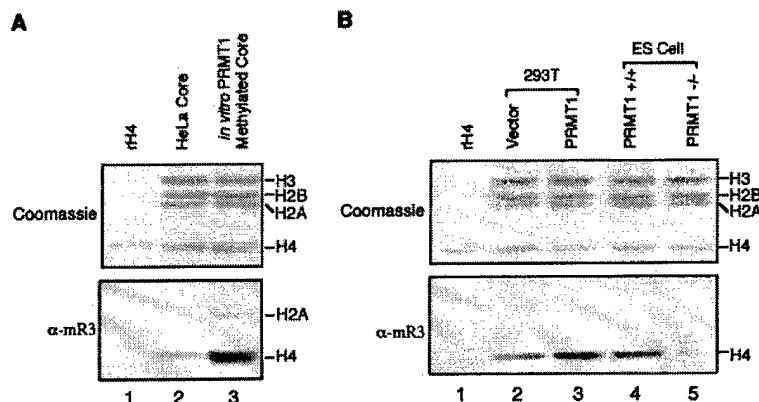 A
rH4
HeLa Core
in vitro PRMT1
Methylated Core
Coomassie
H3
H2B
H2A
H4
α-mR3
H2A
H4
1 2 3
B
ES Cell
293T
rH4
Vector
PRMT1
PRMT1 +/+
PRMT1 -/-
Coomassie
H3
H2B
H2A
H4
α-mR3
H4
1 2 3 4 5